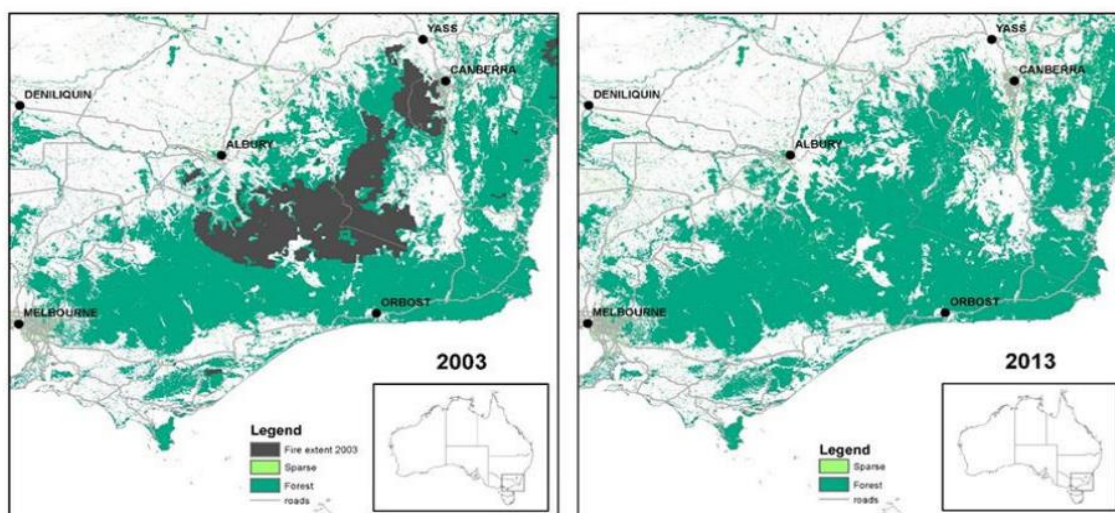 YASS
CANBERRA
DENILIQUIN
ALBURY
MELBOURNE
ORBOST
2003
Legend
Fire extent 2003
Sparse
Forest
roads
YASS
CANBERRA
DENILIQUIN
ALBURY
MELBOURNE
ORBOST
2013
Legend
Sparse
Forest
roads